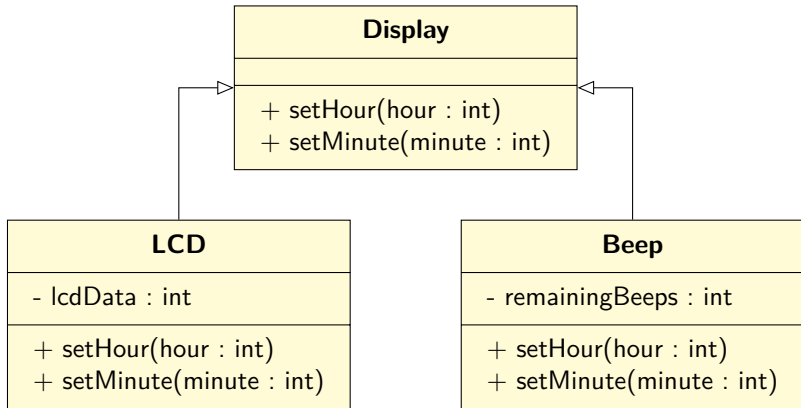 Display
+ setHour(hour : int)
+ setMinute(minute : int)
LCD
- lcdData : int
+ setHour(hour : int)
+ setMinute(minute : int)
Beep
- remainingBeeps : int
+ setHour(hour : int)
+ setMinute(minute : int)